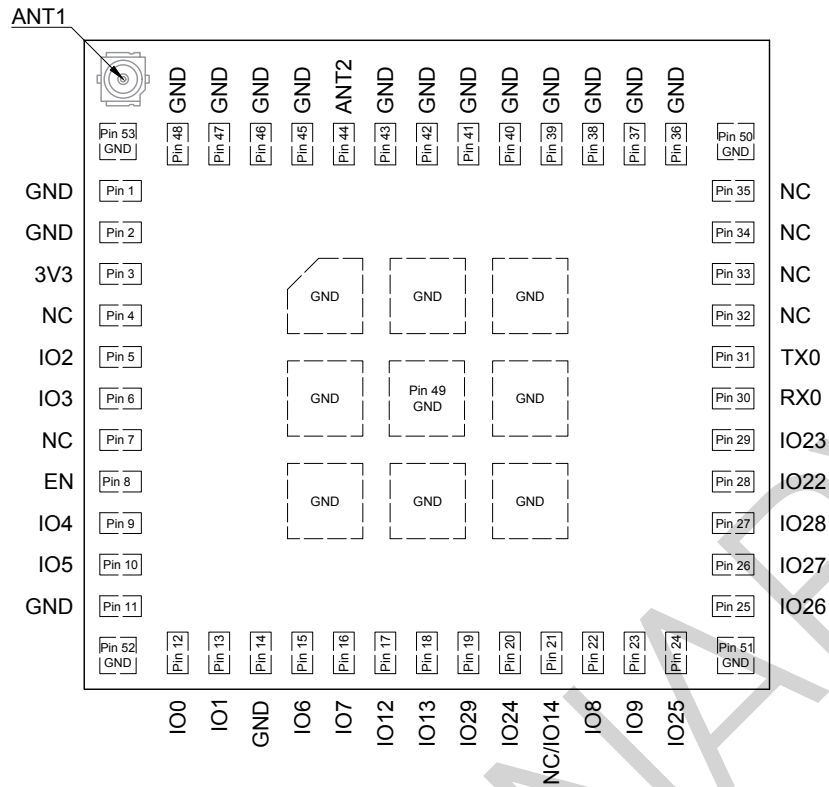 ANT1
GND GND GND GND ANT2 GND GND GND GND GND GND GND GND
Pin 53 GND
Pin 48 Pin 47 Pin 46 Pin 45 Pin 44 Pin 43 Pin 42 Pin 41 Pin 40 Pin 39 Pin 38 Pin 37 Pin 36
Pin 50 GND
GND Pin 1 Pin 35 NC
GND Pin 2 Pin 34 NC
3V3 Pin 3 Pin 33 NC
GND GND GND
NC Pin 4 Pin 32 NC
IO2 Pin 5 Pin 31 TX0
IO3 Pin 6 Pin 30 RX0
GND Pin 49 GND GND
NC Pin 7 Pin 29 IO23
EN Pin 8 Pin 28 IO22
GND GND GND
IO4 Pin 9 Pin 27 IO28
IO5 Pin 10 Pin 26 IO27
GND Pin 11 Pin 25 IO26
Pin 52 GND
Pin 12 Pin 13 Pin 14 Pin 15 Pin 16 Pin 17 Pin 18 Pin 19 Pin 20 Pin 21 Pin 22 Pin 23 Pin 24
Pin 51 GND
IO0 IO1 GND IO6 IO7 IO12 IO13 IO29 IO24 NC/IO14 IO8 IO9 IO25